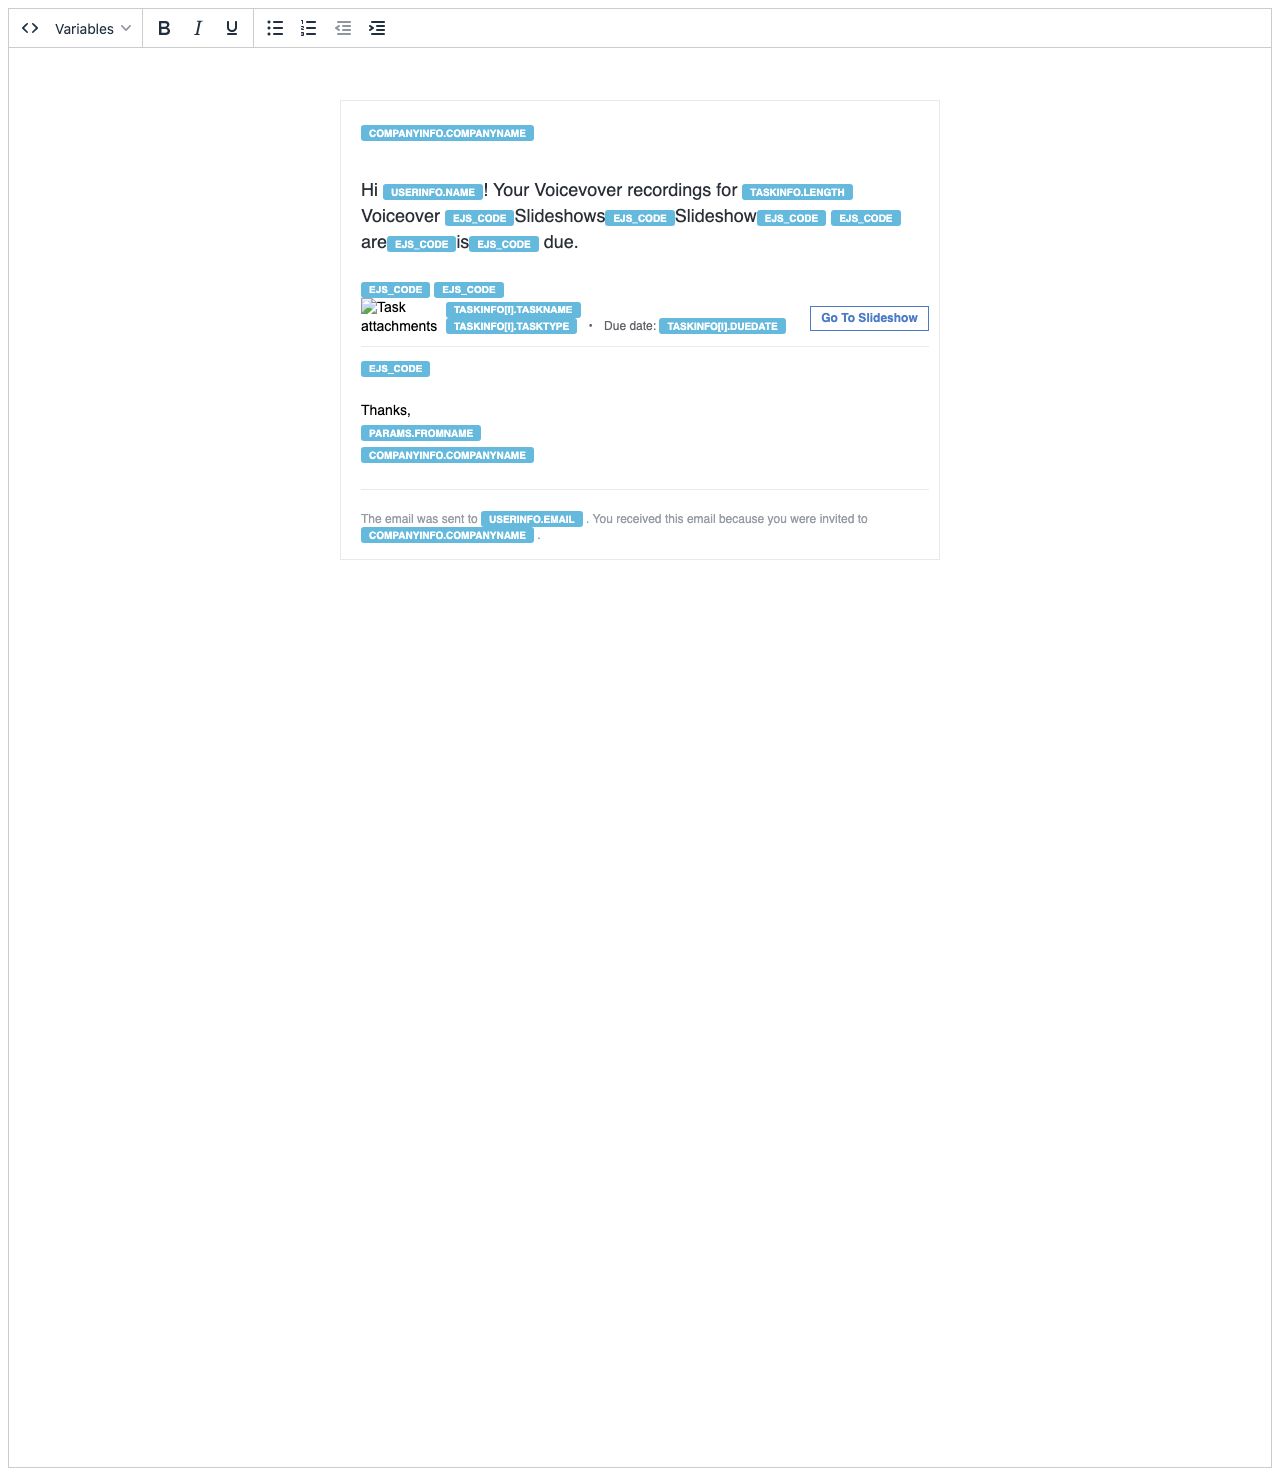 Variables B I U
COMPANYINFO.COMPANYNAME
Hi USERINFO.NAME! Your Voicevover recordings for TASKINFO.LENGTH
Voiceover EJS_CODE Slideshows EJS_CODE Slideshow EJS_CODE EJS_CODE
are EJS_CODE is EJS_CODE due.
EJS_CODE EJS_CODE
Task attachments
TASKINFO[I].TASKNAME
TASKINFO[I].TASKTYPE • Due date: TASKINFO[I].DUEDATE
Go To Slideshow
EJS_CODE
Thanks,
PARAMS.FROMNAME
COMPANYINFO.COMPANYNAME
The email was sent to USERINFO.EMAIL . You received this email because you were invited to
COMPANYINFO.COMPANYNAME .